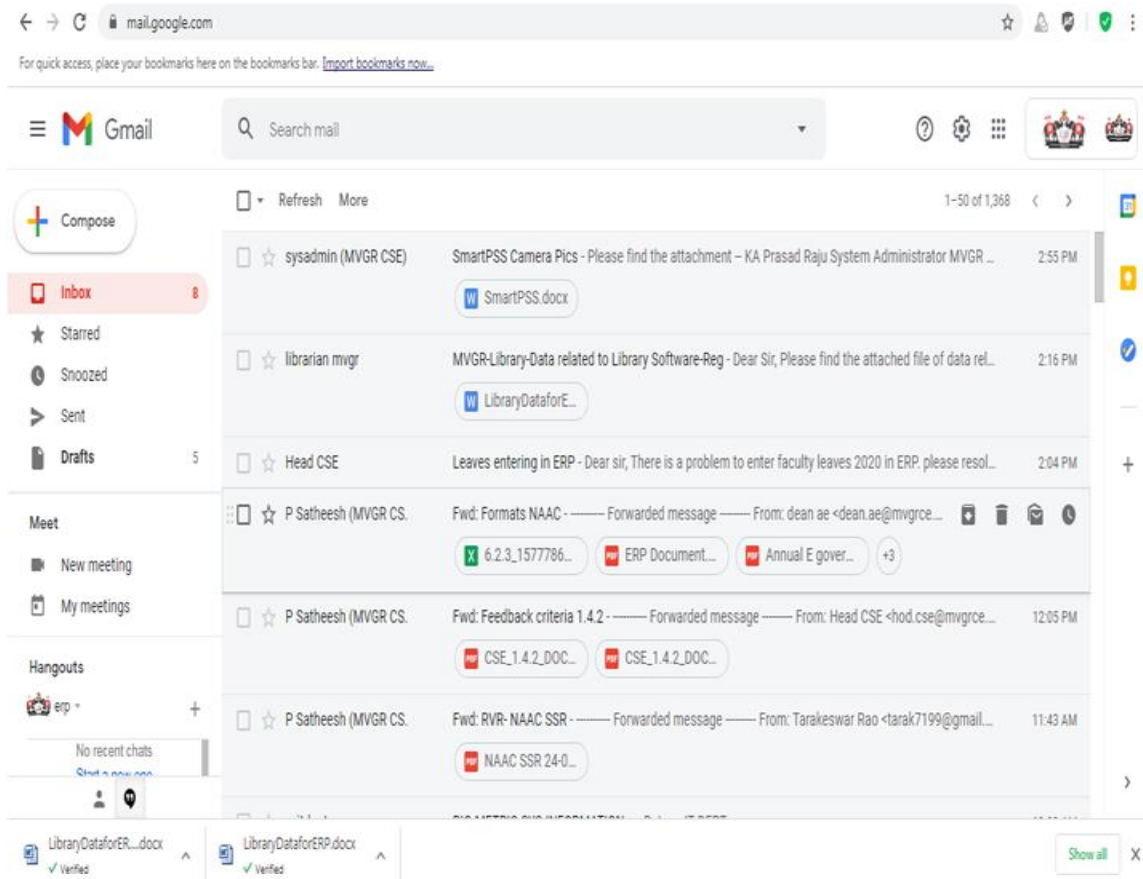 mail.google.com
For quick access, place your bookmarks here on the bookmarks bar. Import bookmarks now...
Gmail
Search mail
Compose
Refresh More
1–50 of 1,368
Inbox 8
Starred
Snoozed
Sent
Drafts 5
Meet
New meeting
My meetings
Hangouts
erp
No recent chats
Start a new one
sysadmin (MVGR CSE) SmartPSS Camera Pics - Please find the attachment – KA Prasad Raju System Administrator MVGR ... 2:55 PM
SmartPSS.docx
librarian mvgr MVGR-Library-Data related to Library Software-Reg - Dear Sir, Please find the attached file of data rel... 2:16 PM
LibraryDataforE...
Head CSE Leaves entering in ERP - Dear sir, There is a problem to enter faculty leaves 2020 in ERP. please resol... 2:04 PM
P Satheesh (MVGR CS. Fwd: Formats NAAC - ---------- Forwarded message ---------- From: dean ae <dean.ae@mvgrce....
6.2.3_1577786... ERP Document.... Annual E gover... +3
P Satheesh (MVGR CS. Fwd: Feedback criteria 1.4.2 - ---------- Forwarded message ---------- From: Head CSE <hod.cse@mvgrce.... 12:05 PM
CSE_1.4.2_DOC... CSE_1.4.2_DOC...
P Satheesh (MVGR CS. Fwd: RVR- NAAC SSR - ---------- Forwarded message ---------- From: Tarakeswar Rao <tarak7199@gmail.... 11:43 AM
NAAC SSR 24-0...
LibraryDataforER....docx
Verified
LibraryDataforERP.docx
Verified
Show all X